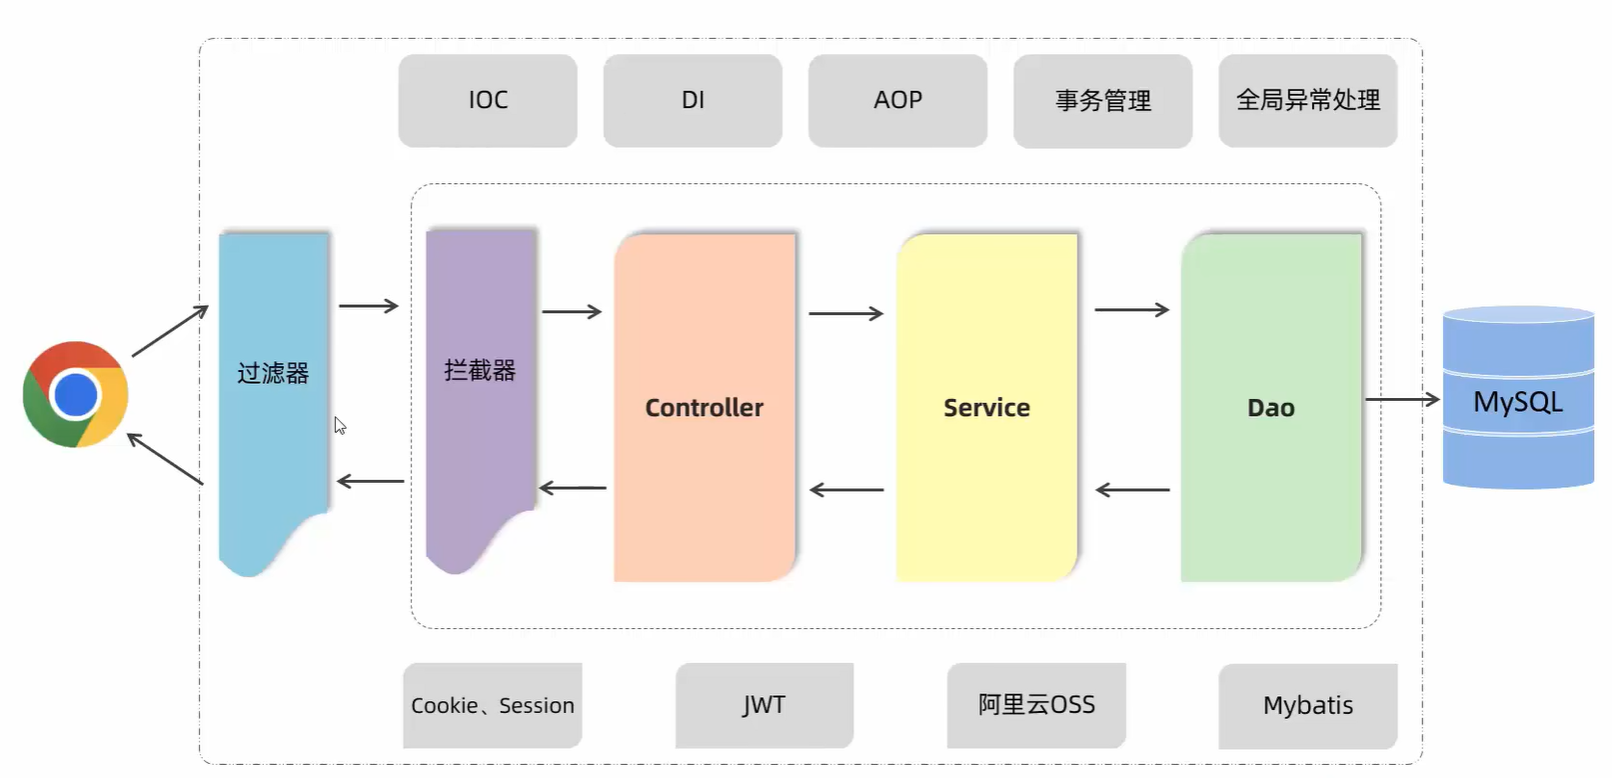 IOC
DI
AOP
事务管理
全局异常处理
过滤器
拦截器
Controller
Service
Dao
MySQL
Cookie、Session
JWT
阿里云OSS
Mybatis